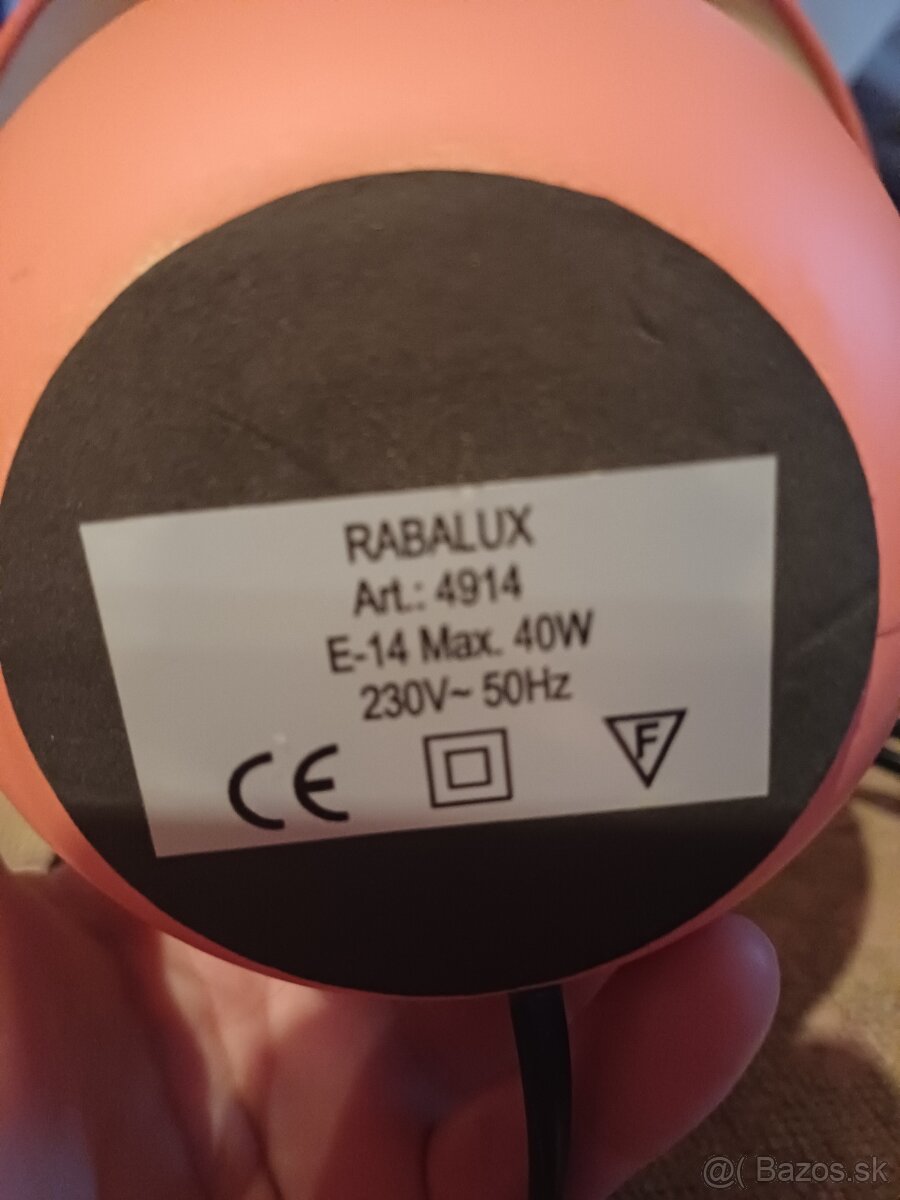 RABALUX
Art.: 4914
E-14 Max. 40W
230V~ 50Hz
CE F
@( Bazos.sk